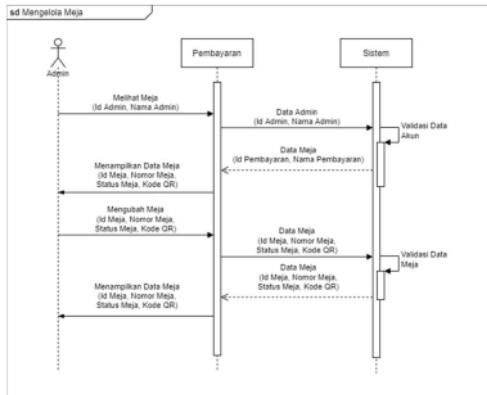 sd Mengelola Meja
Pembayaran
Sistem
Admin
Melihat Meja
(Id Admin, Nama Admin)
Data Admin
(Id Admin, Nama Admin)
Validasi Data
Akun
Data Meja
(Id Pembayaran, Nama Pembayaran)
Menampilkan Data Meja
(Id Meja, Nomor Meja,
Status Meja, Kode QR)
Mengubah Meja
(Id Meja, Nomor Meja,
Status Meja, Kode QR)
Data Meja
(Id Meja, Nomor Meja,
Status Meja, Kode QR)
Validasi Data
Meja
Data Meja
(Id Meja, Nomor Meja,
Status Meja, Kode QR)
Menampilkan Data Meja
(Id Meja, Nomor Meja,
Status Meja, Kode QR)